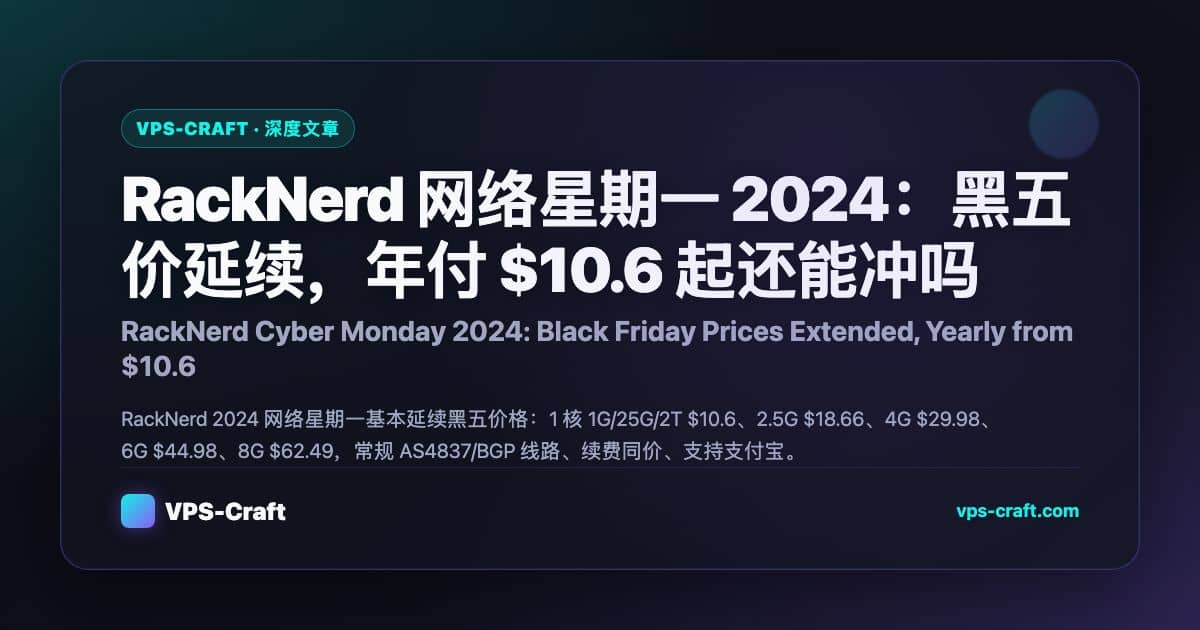 VPS-CRAFT · 深度文章
RackNerd 网络星期一 2024：黑五
价延续，年付 $10.6 起还能冲吗
RackNerd Cyber Monday 2024: Black Friday Prices Extended, Yearly from
$10.6
RackNerd 2024 网络星期一基本延续黑五价格：1 核 1G/25G/2T $10.6、2.5G $18.66、4G $29.98、
6G $44.98、8G $62.49，常规 AS4837/BGP 线路、续费同价、支持支付宝。
VPS-Craft
vps-craft.com